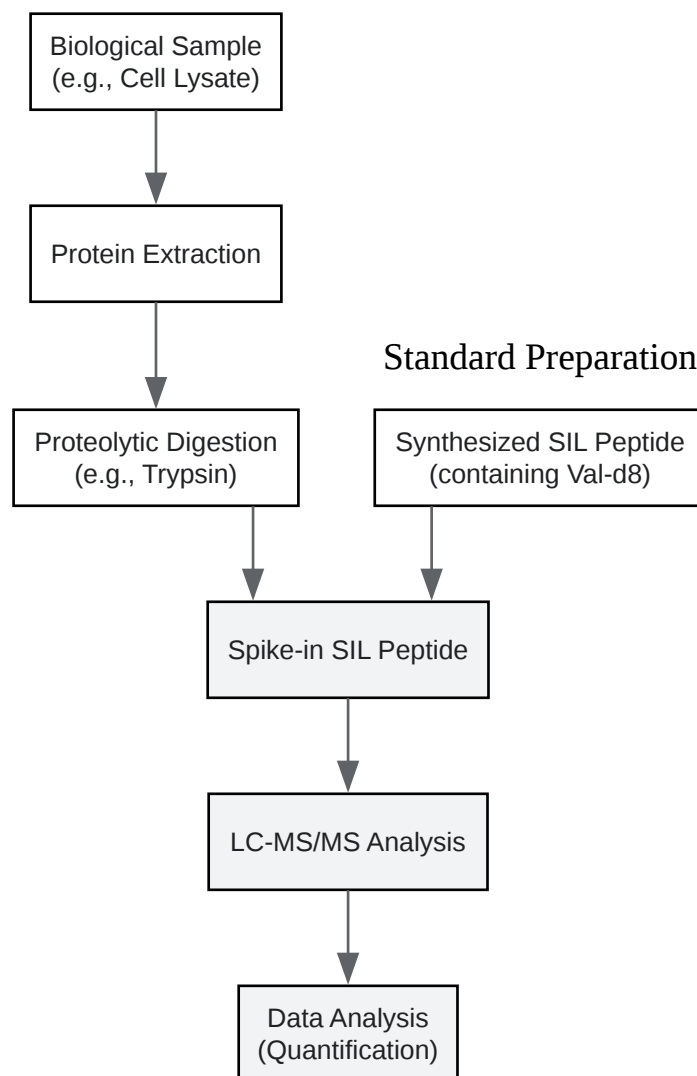 Biological Sample
(e.g., Cell Lysate)
Protein Extraction
Standard Preparation
Proteolytic Digestion
(e.g., Trypsin)
Synthesized SIL Peptide
(containing Val-d8)
Spike-in SIL Peptide
LC-MS/MS Analysis
Data Analysis
(Quantification)